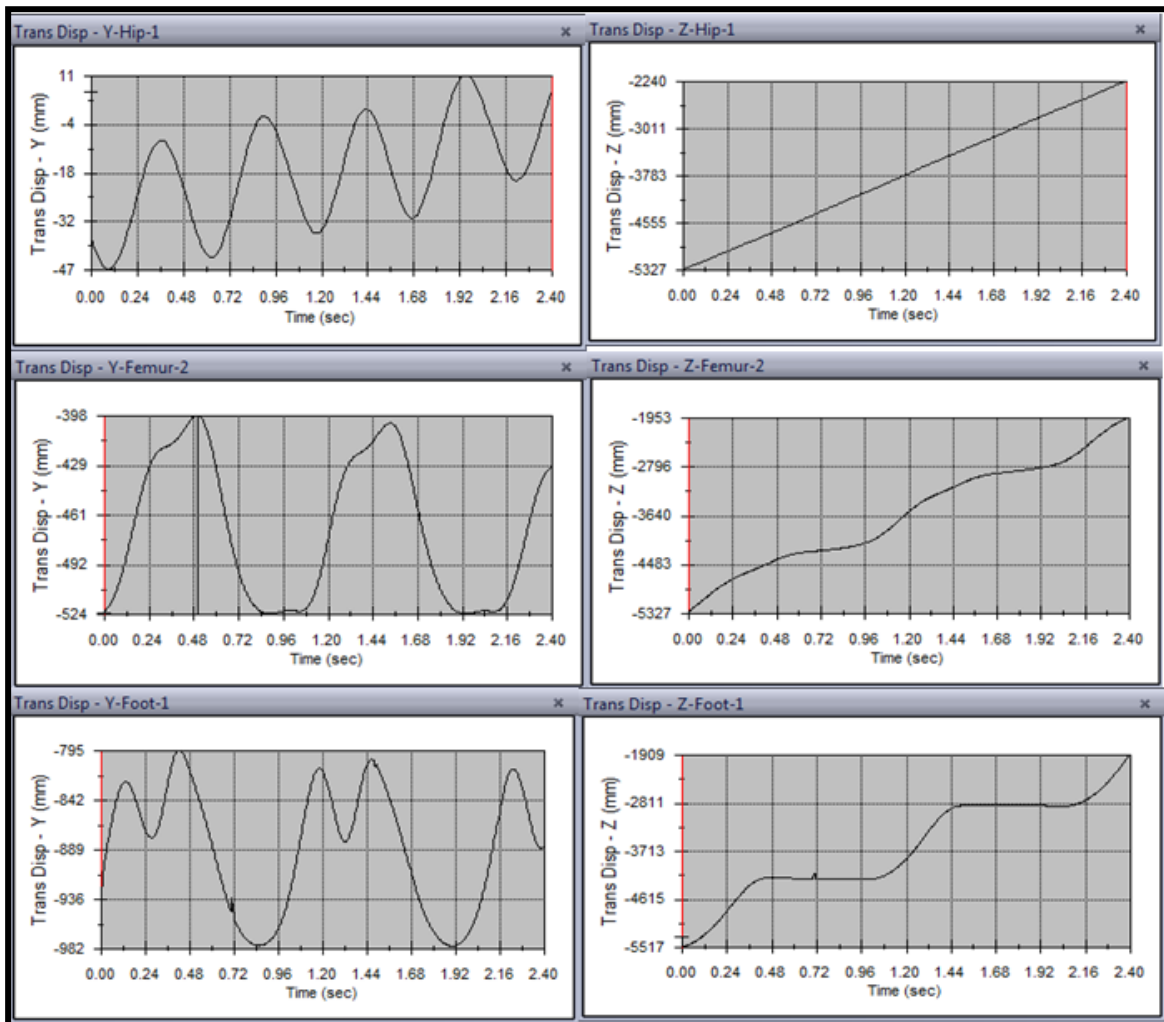 Trans Disp - Y-Hip-1
Trans Disp - Y (mm)
11
-4
-18
-32
-47
0.00 0.24 0.48 0.72 0.96 1.20 1.44 1.68 1.92 2.16 2.40
Time (sec)
Trans Disp - Z-Hip-1
Trans Disp - Z (mm)
-2240
-3011
-3783
-4555
-5327
0.00 0.24 0.48 0.72 0.96 1.20 1.44 1.68 1.92 2.16 2.40
Time (sec)
Trans Disp - Y-Femur-2
Trans Disp - Y (mm)
-398
-429
-461
-492
-524
0.00 0.24 0.48 0.72 0.96 1.20 1.44 1.68 1.92 2.16 2.40
Time (sec)
Trans Disp - Z-Femur-2
Trans Disp - Z (mm)
-1953
-2796
-3640
-4483
-5327
0.00 0.24 0.48 0.72 0.96 1.20 1.44 1.68 1.92 2.16 2.40
Time (sec)
Trans Disp - Y-Foot-1
Trans Disp - Y (mm)
-795
-842
-889
-936
-982
0.00 0.24 0.48 0.72 0.96 1.20 1.44 1.68 1.92 2.16 2.40
Time (sec)
Trans Disp - Z-Foot-1
Trans Disp - Z (mm)
-1909
-2811
-3713
-4615
-5517
0.00 0.24 0.48 0.72 0.96 1.20 1.44 1.68 1.92 2.16 2.40
Time (sec)